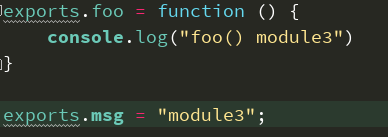 exports.foo = function () {
    console.log("foo() module3")
}
exports.msg = "module3";